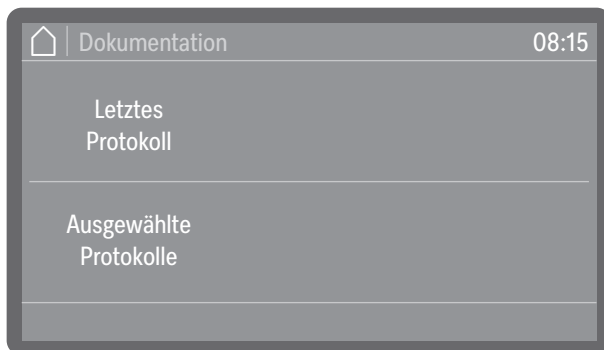 Dokumentation 08:15
Letztes
Protokoll
Ausgewählte
Protokolle